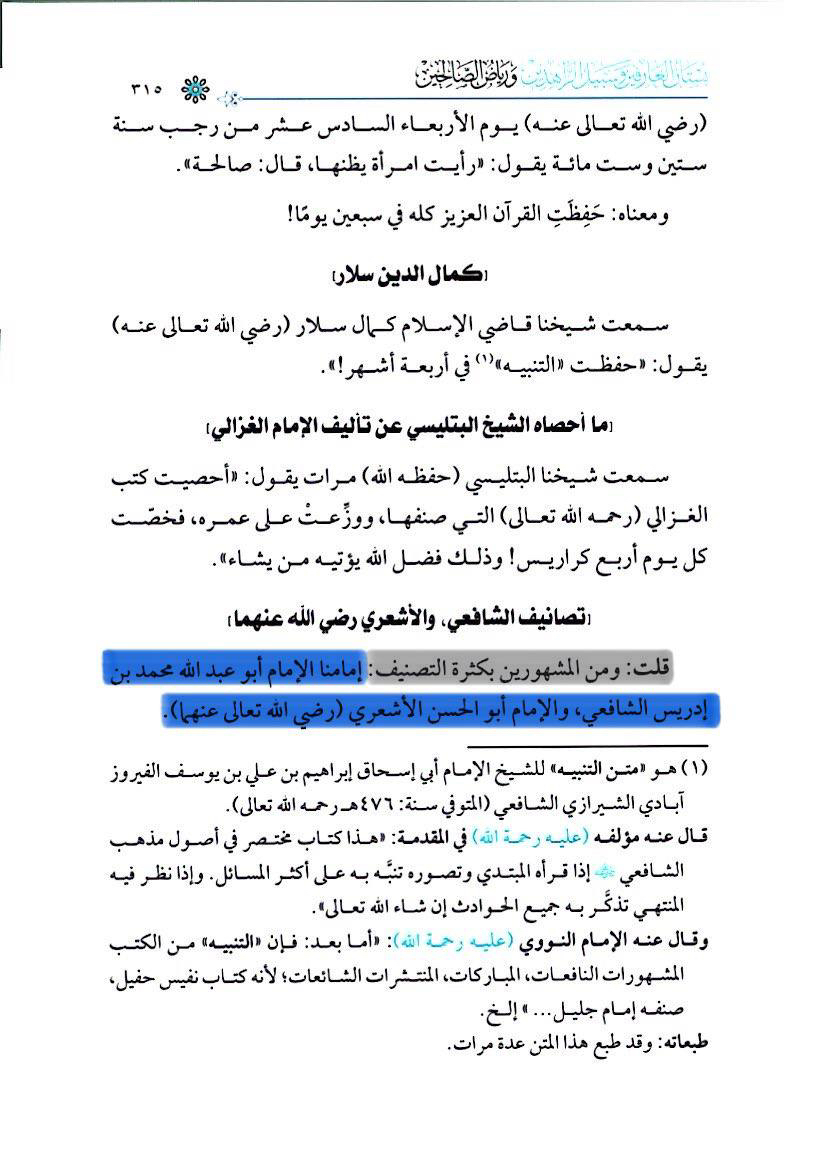 بستان العارفين وسبيل الزاهدين ورياض الصالحين
٣١٥
(رضي الله تعالى عنه) يوم الأربعاء السادس عشر من رجب سنة
ستين وست مائة يقول: «رأيت امرأة يظنها، قال: صالحة».
ومعناه: حَفِظَتِ القرآن العزيز كله في سبعين يومًا!
[كمال الدين سلار]
سمعت شيخنا قاضي الإسلام كمال سلار (رضي الله تعالى عنه)
يقول: «حفظت «التنبيه»(١) في أربعة أشهر!».
[ما أحصاه الشيخ البتليسي عن تأليف الإمام الغزالي]
سمعت شيخنا البتليسي (حفظه الله) مرات يقول: «أحصيت كتب
الغزالي (رحمه الله تعالى) التي صنفها، ووزِّعتْ على عمره، فخصّت
كل يوم أربع كراريس! وذلك فضل الله يؤتيه من يشاء».
[تصانيف الشافعي، والأشعري رضي الله عنهما]
قلت: ومن المشهورين بكثرة التصنيف: إمامنا الإمام أبو عبد الله محمد بن
إدريس الشافعي، والإمام أبو الحسن الأشعري (رضي الله تعالى عنهما).
(١) هو «متن التنبيه» للشيخ الإمام أبي إسحاق إبراهيم بن علي بن يوسف الفيروز
آبادي الشيرازي الشافعي (المتوفي سنة: ٤٧٦هـ رحمه الله تعالى).
قال عنه مؤلفه (عليه رحمة الله) في المقدمة: «هذا كتاب مختصر في أصول مذهب
الشافعي إذا قرأه المبتدي وتصوره تنبَّه به على أكثر المسائل. وإذا نظر فيه
المنتهي تذكَّر به جميع الحوادث إن شاء الله تعالى».
وقال عنه الإمام النووي (عليه رحمة الله): «أما بعد: فإن «التنبيه» من الكتب
المشهورات النافعات، المباركات، المنتشرات الشائعات؛ لأنه كتاب نفيس حفيل،
صنفه إمام جليل... » إلخ.
طبعاته: وقد طبع هذا المتن عدة مرات.